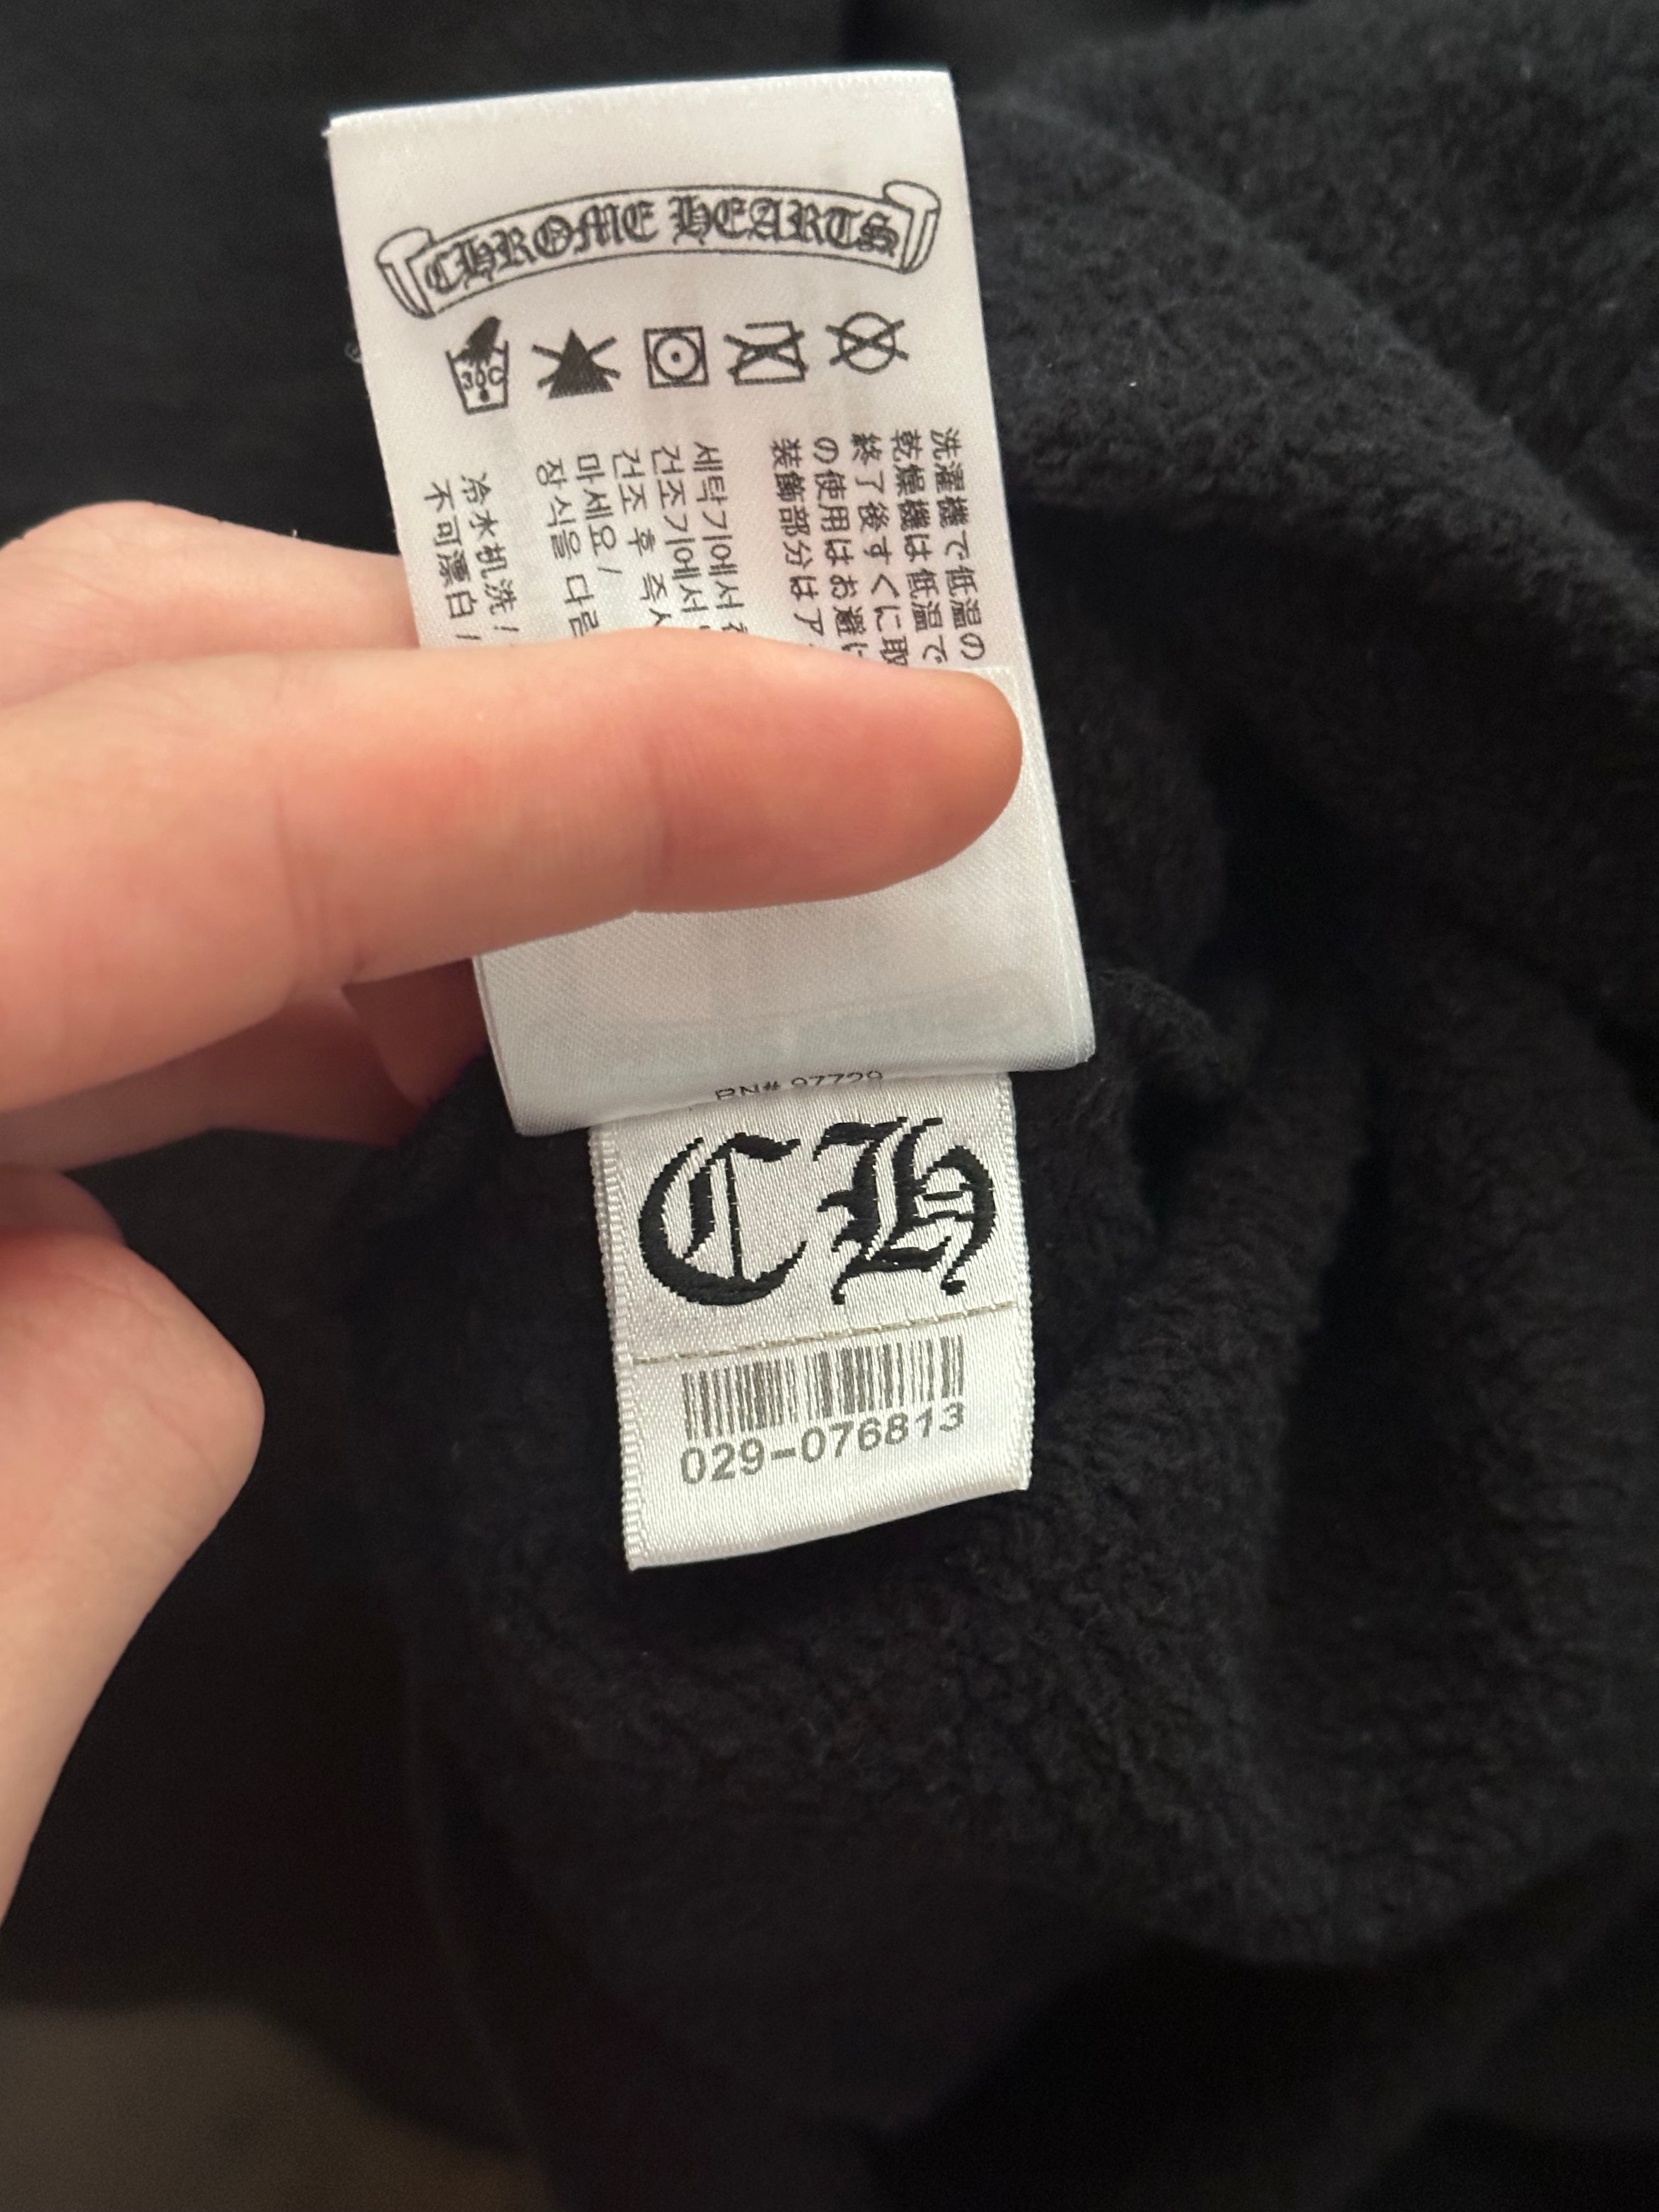 CHROME HEARTS
30C
洗濯機で低温の
乾燥機は低温で
終了後すぐに取
の使用はお避け
装飾部分はア
세탁기에서
건조기에서
건조 후 즉시
마세요 /
장식을 다림
冷水机洗!
不可漂白 /
RN# 97729
CH
029-076813